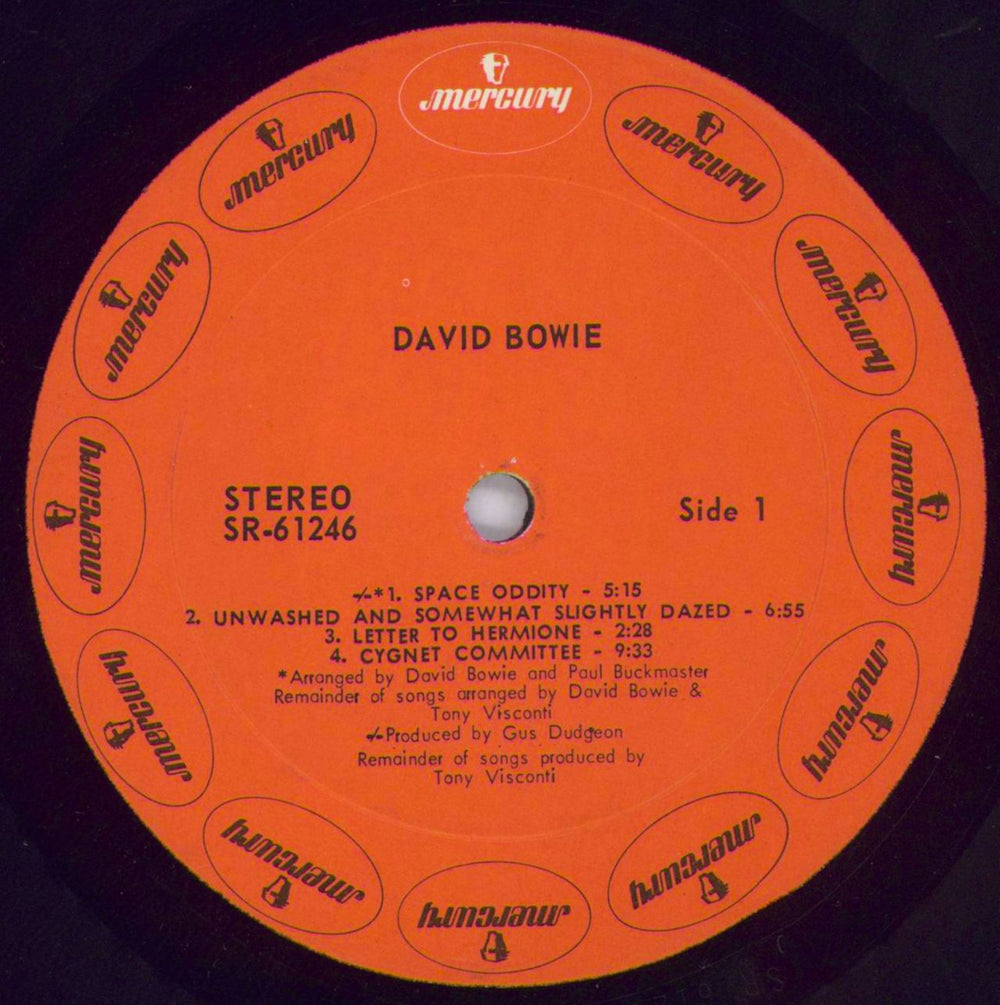 mercury
mercury
mercury
mercury
mercury
mercury
mercury
mercury
mercury
mercury
mercury
mercury
DAVID BOWIE
STEREO
SR-61246
Side 1
-/-*1. SPACE ODDITY - 5:15
2. UNWASHED AND SOMEWHAT SLIGHTLY DAZED - 6:55
3. LETTER TO HERMIONE - 2:28
4. CYGNET COMMITTEE - 9:33
*Arranged by David Bowie and Paul Buckmaster
Remainder of songs arranged by David Bowie &
Tony Visconti
-/-Produced by Gus Dudgeon
Remainder of songs produced by
Tony Visconti